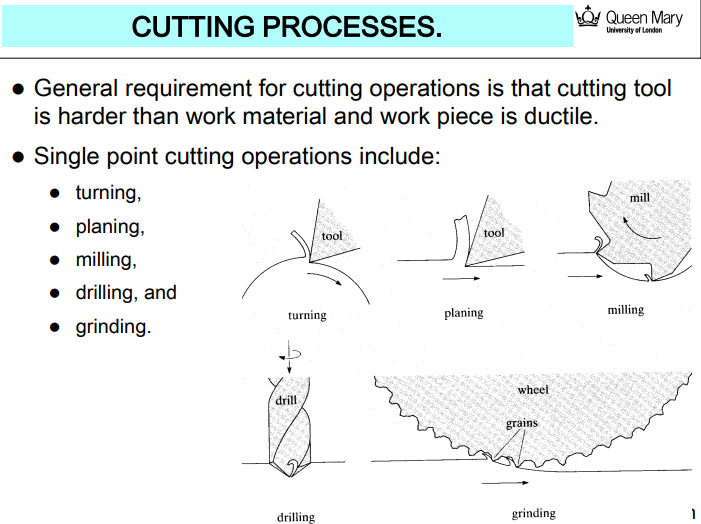 CUTTING PROCESSES.
Queen Mary
University of London
● General requirement for cutting operations is that cutting tool
is harder than work material and work piece is ductile.
● Single point cutting operations include:
● turning,
● planing,
● milling,
● drilling, and
● grinding.
tool
turning
tool
planing
mill
milling
drill
drilling
wheel
grains
grinding
1